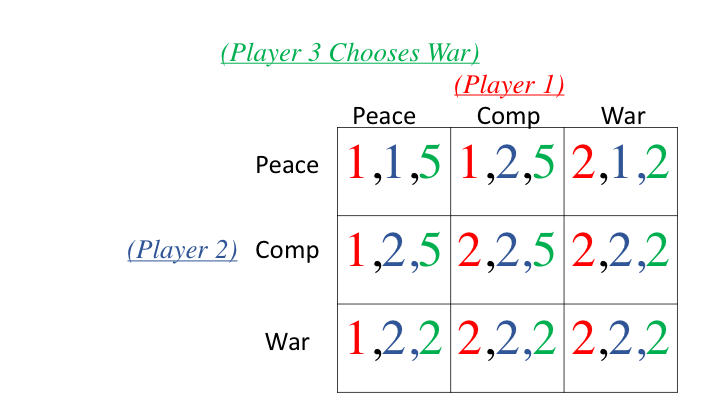 (Player 3 Chooses War)
(Player 1)
Peace Comp War
Peace 1,1,5 1,2,5 2,1,2
(Player 2) Comp 1,2,5 2,2,5 2,2,2
War 1,2,2 2,2,2 2,2,2